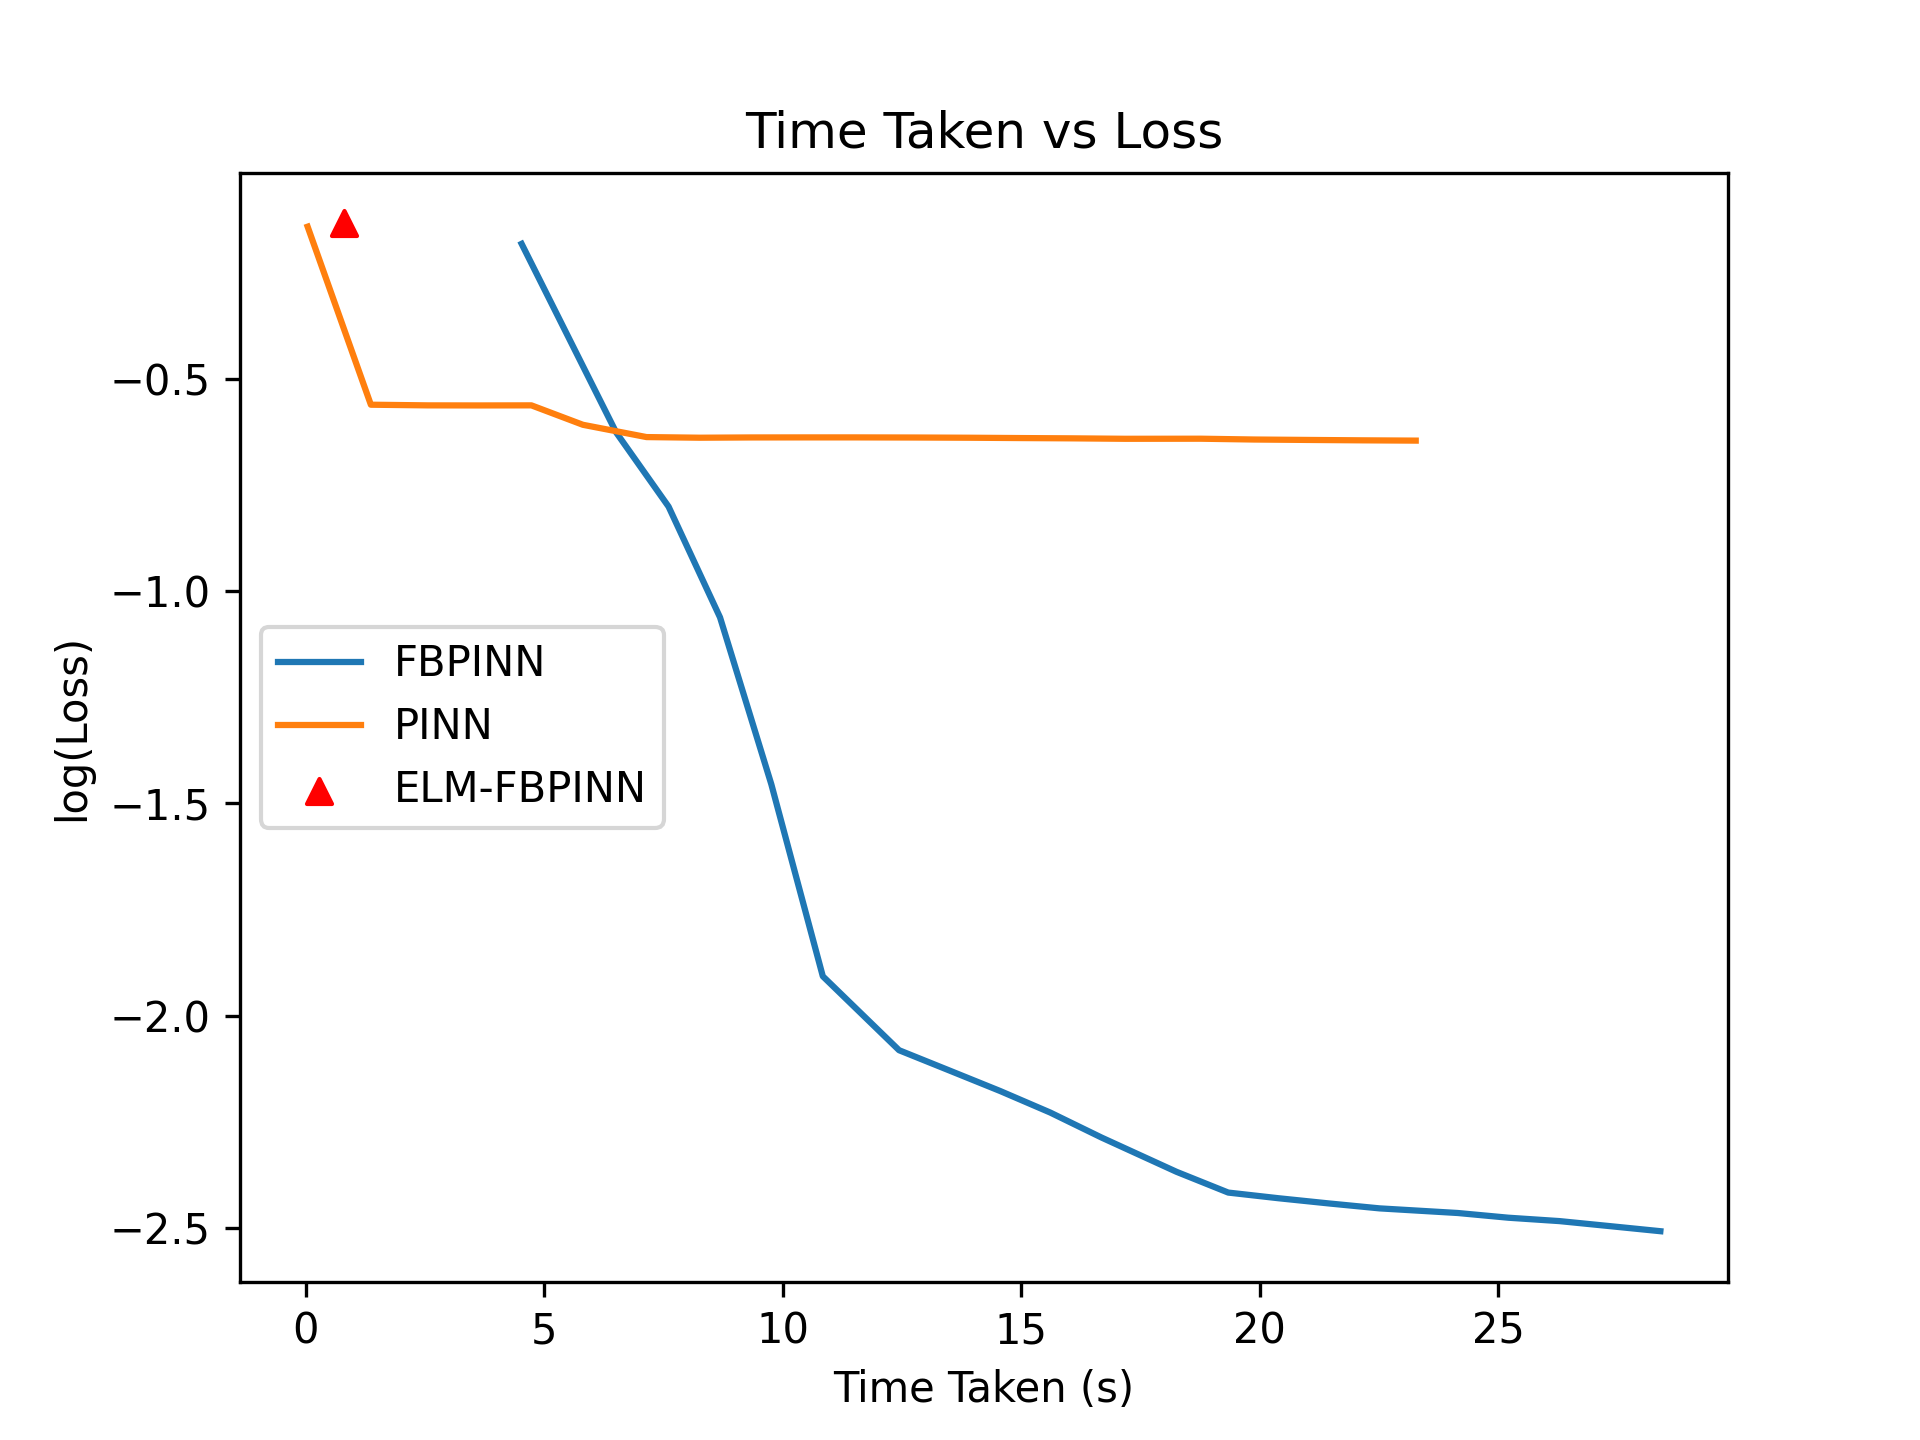 Time Taken vs Loss
−0.5
−1.0
−1.5
−2.0
−2.5
log(Loss)
FBPINN
PINN
ELM-FBPINN
0 5 10 15 20 25
Time Taken (s)